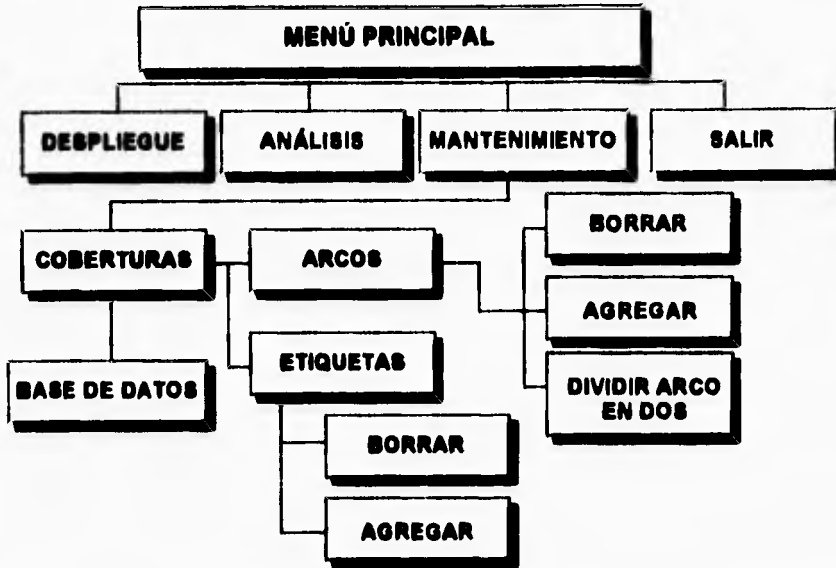 MENÚ PRINCIPAL
DESPLIEGUE
ANÁLISIS
MANTENIMIENTO
SALIR
COBERTURAS
ARCOS
BORRAR
AGREGAR
ETIQUETAS
BASE DE DATOS
DIVIDIR ARCO
EN DOS
BORRAR
AGREGAR